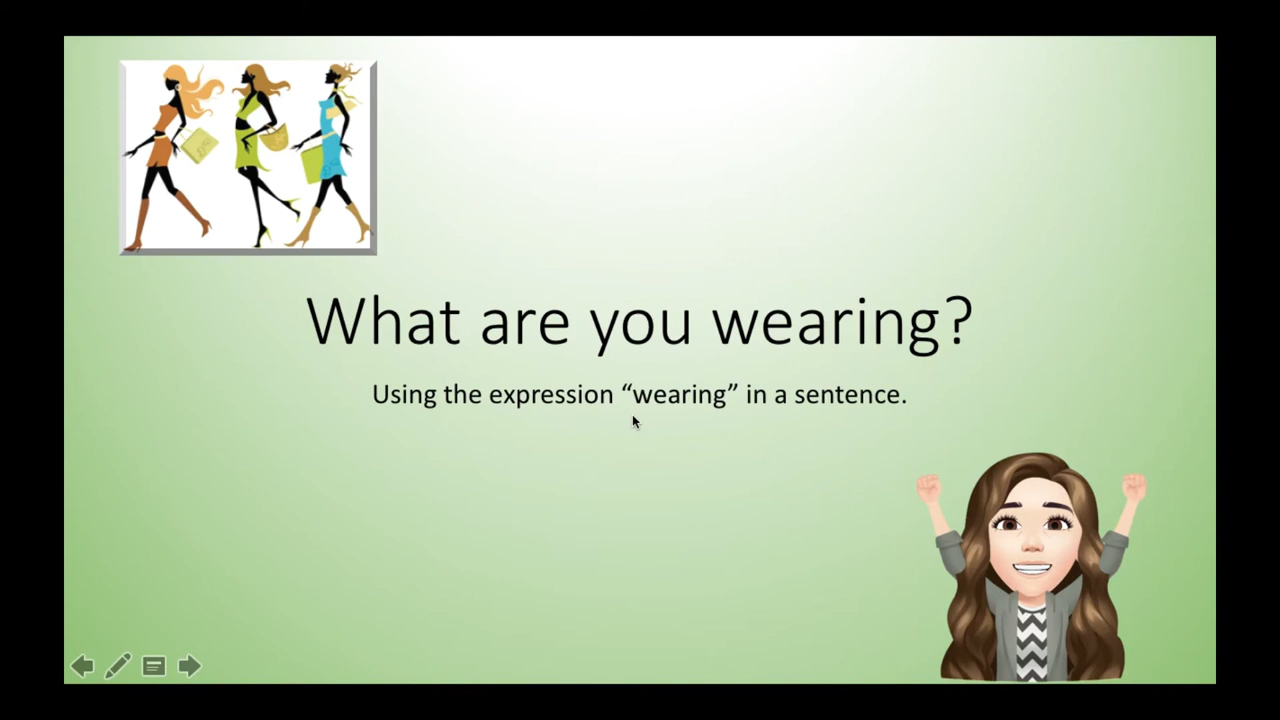 What are you wearing?
Using the expression “wearing” in a sentence.